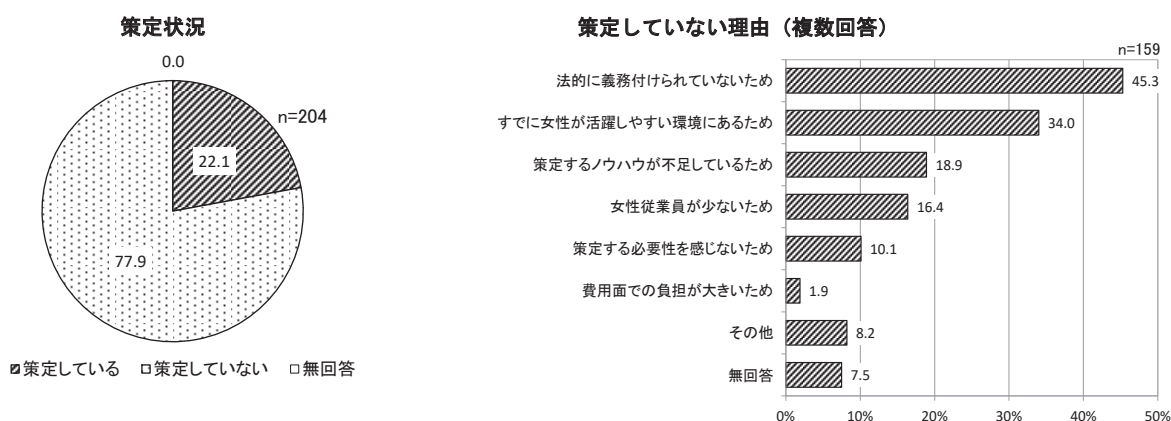 策定状況
0.0
n=204
22.1
77.9
策定している 策定していない 無回答
策定していない理由（複数回答）
n=159
法的に義務付けられていないため 45.3
すでに女性が活躍しやすい環境にあるため 34.0
策定するノウハウが不足しているため 18.9
女性従業員が少ないため 16.4
策定する必要性を感じないため 10.1
費用面での負担が大きいため 1.9
その他 8.2
無回答 7.5
0% 10% 20% 30% 40% 50%